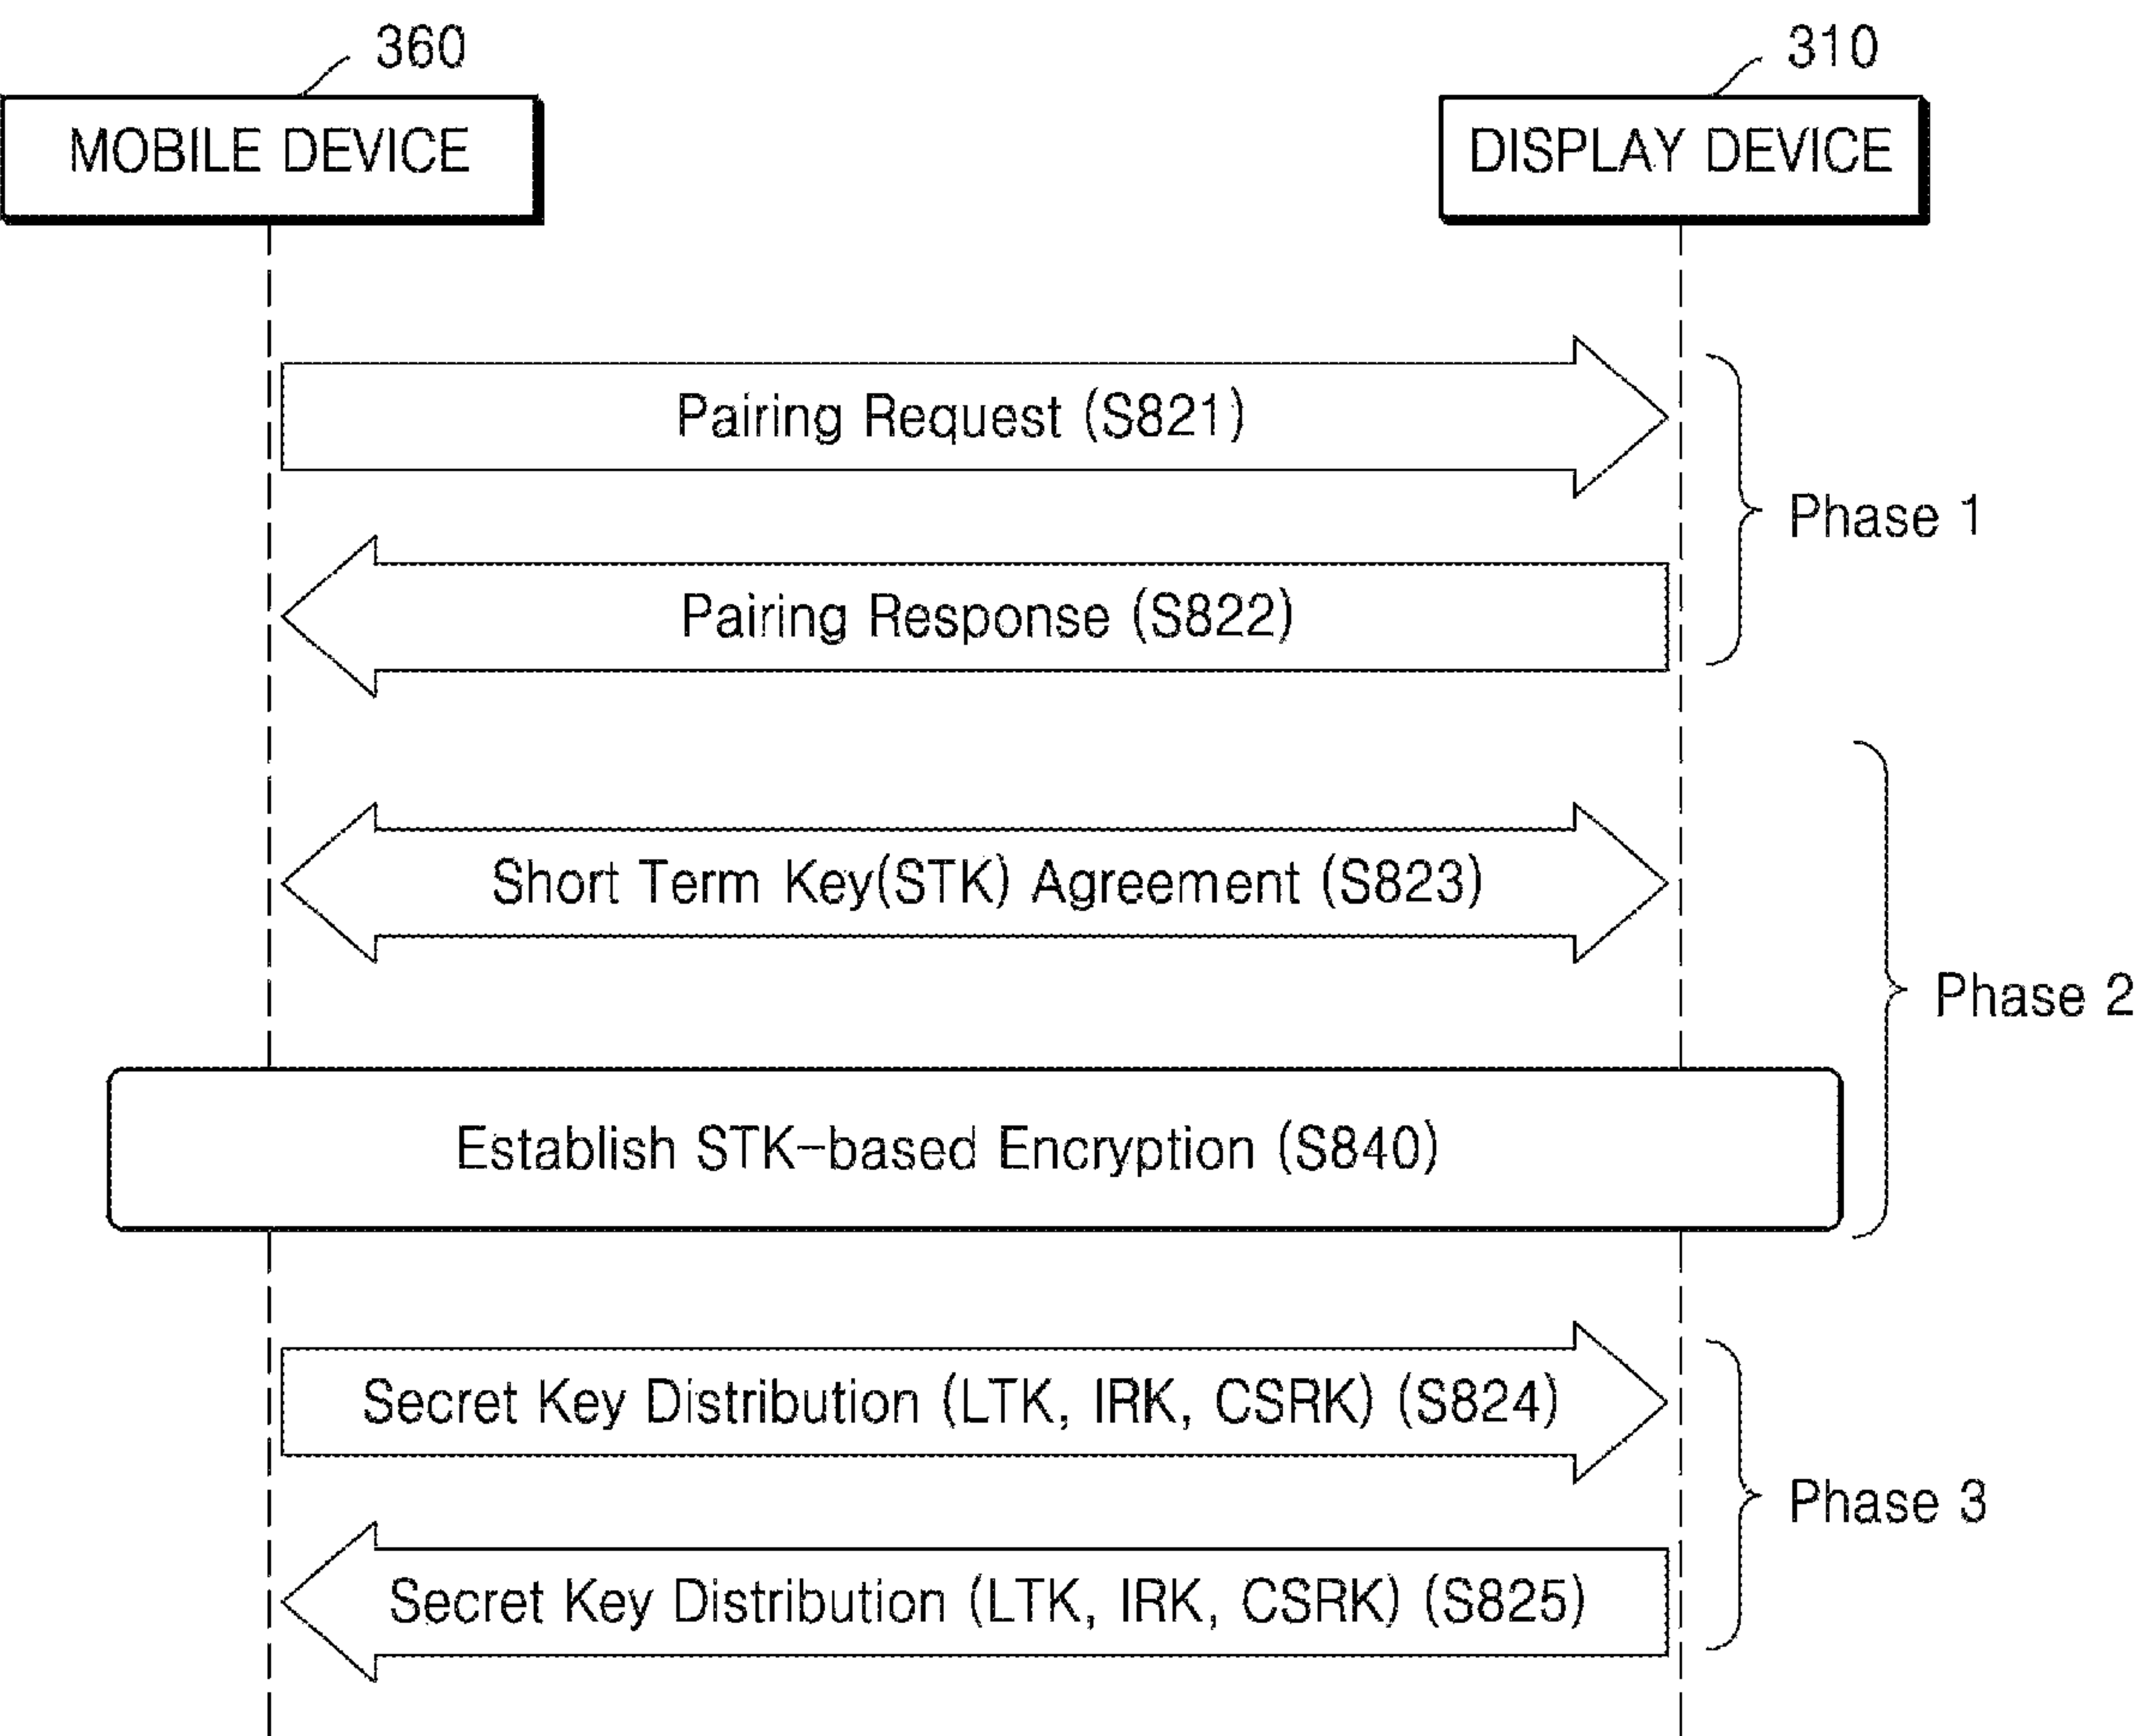 360
310
MOBILE DEVICE
DISPLAY DEVICE
Pairing Request (S821)
Phase 1
Pairing Response (S822)
Short Term Key(STK) Agreement (S823)
Phase 2
Establish STK-based Encryption (S840)
Secret Key Distribution (LTK, IRK, CSRK) (S824)
Phase 3
Secret Key Distribution (LTK, IRK, CSRK) (S825)